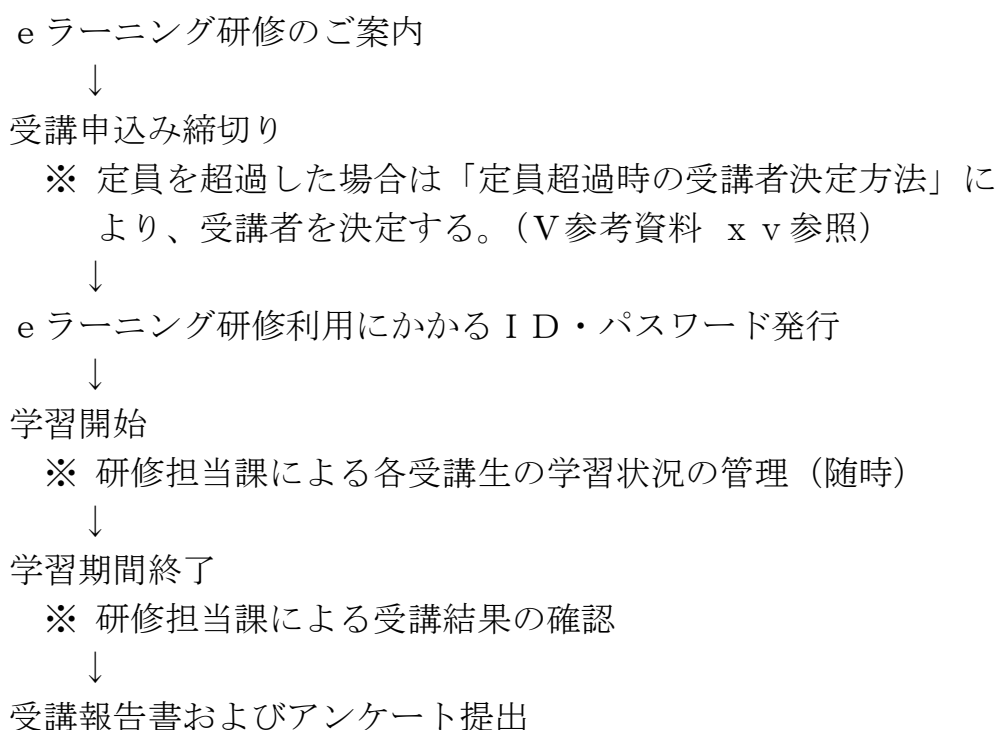 ｅラーニング研修のご案内
↓
受講申込み締切り
※ 定員を超過した場合は「定員超過時の受講者決定方法」に
より、受講者を決定する。（Ⅴ参考資料 ｘｖ参照）
↓
ｅラーニング研修利用にかかるＩＤ・パスワード発行
↓
学習開始
※ 研修担当課による各受講生の学習状況の管理（随時）
↓
学習期間終了
※ 研修担当課による受講結果の確認
↓
受講報告書およびアンケート提出